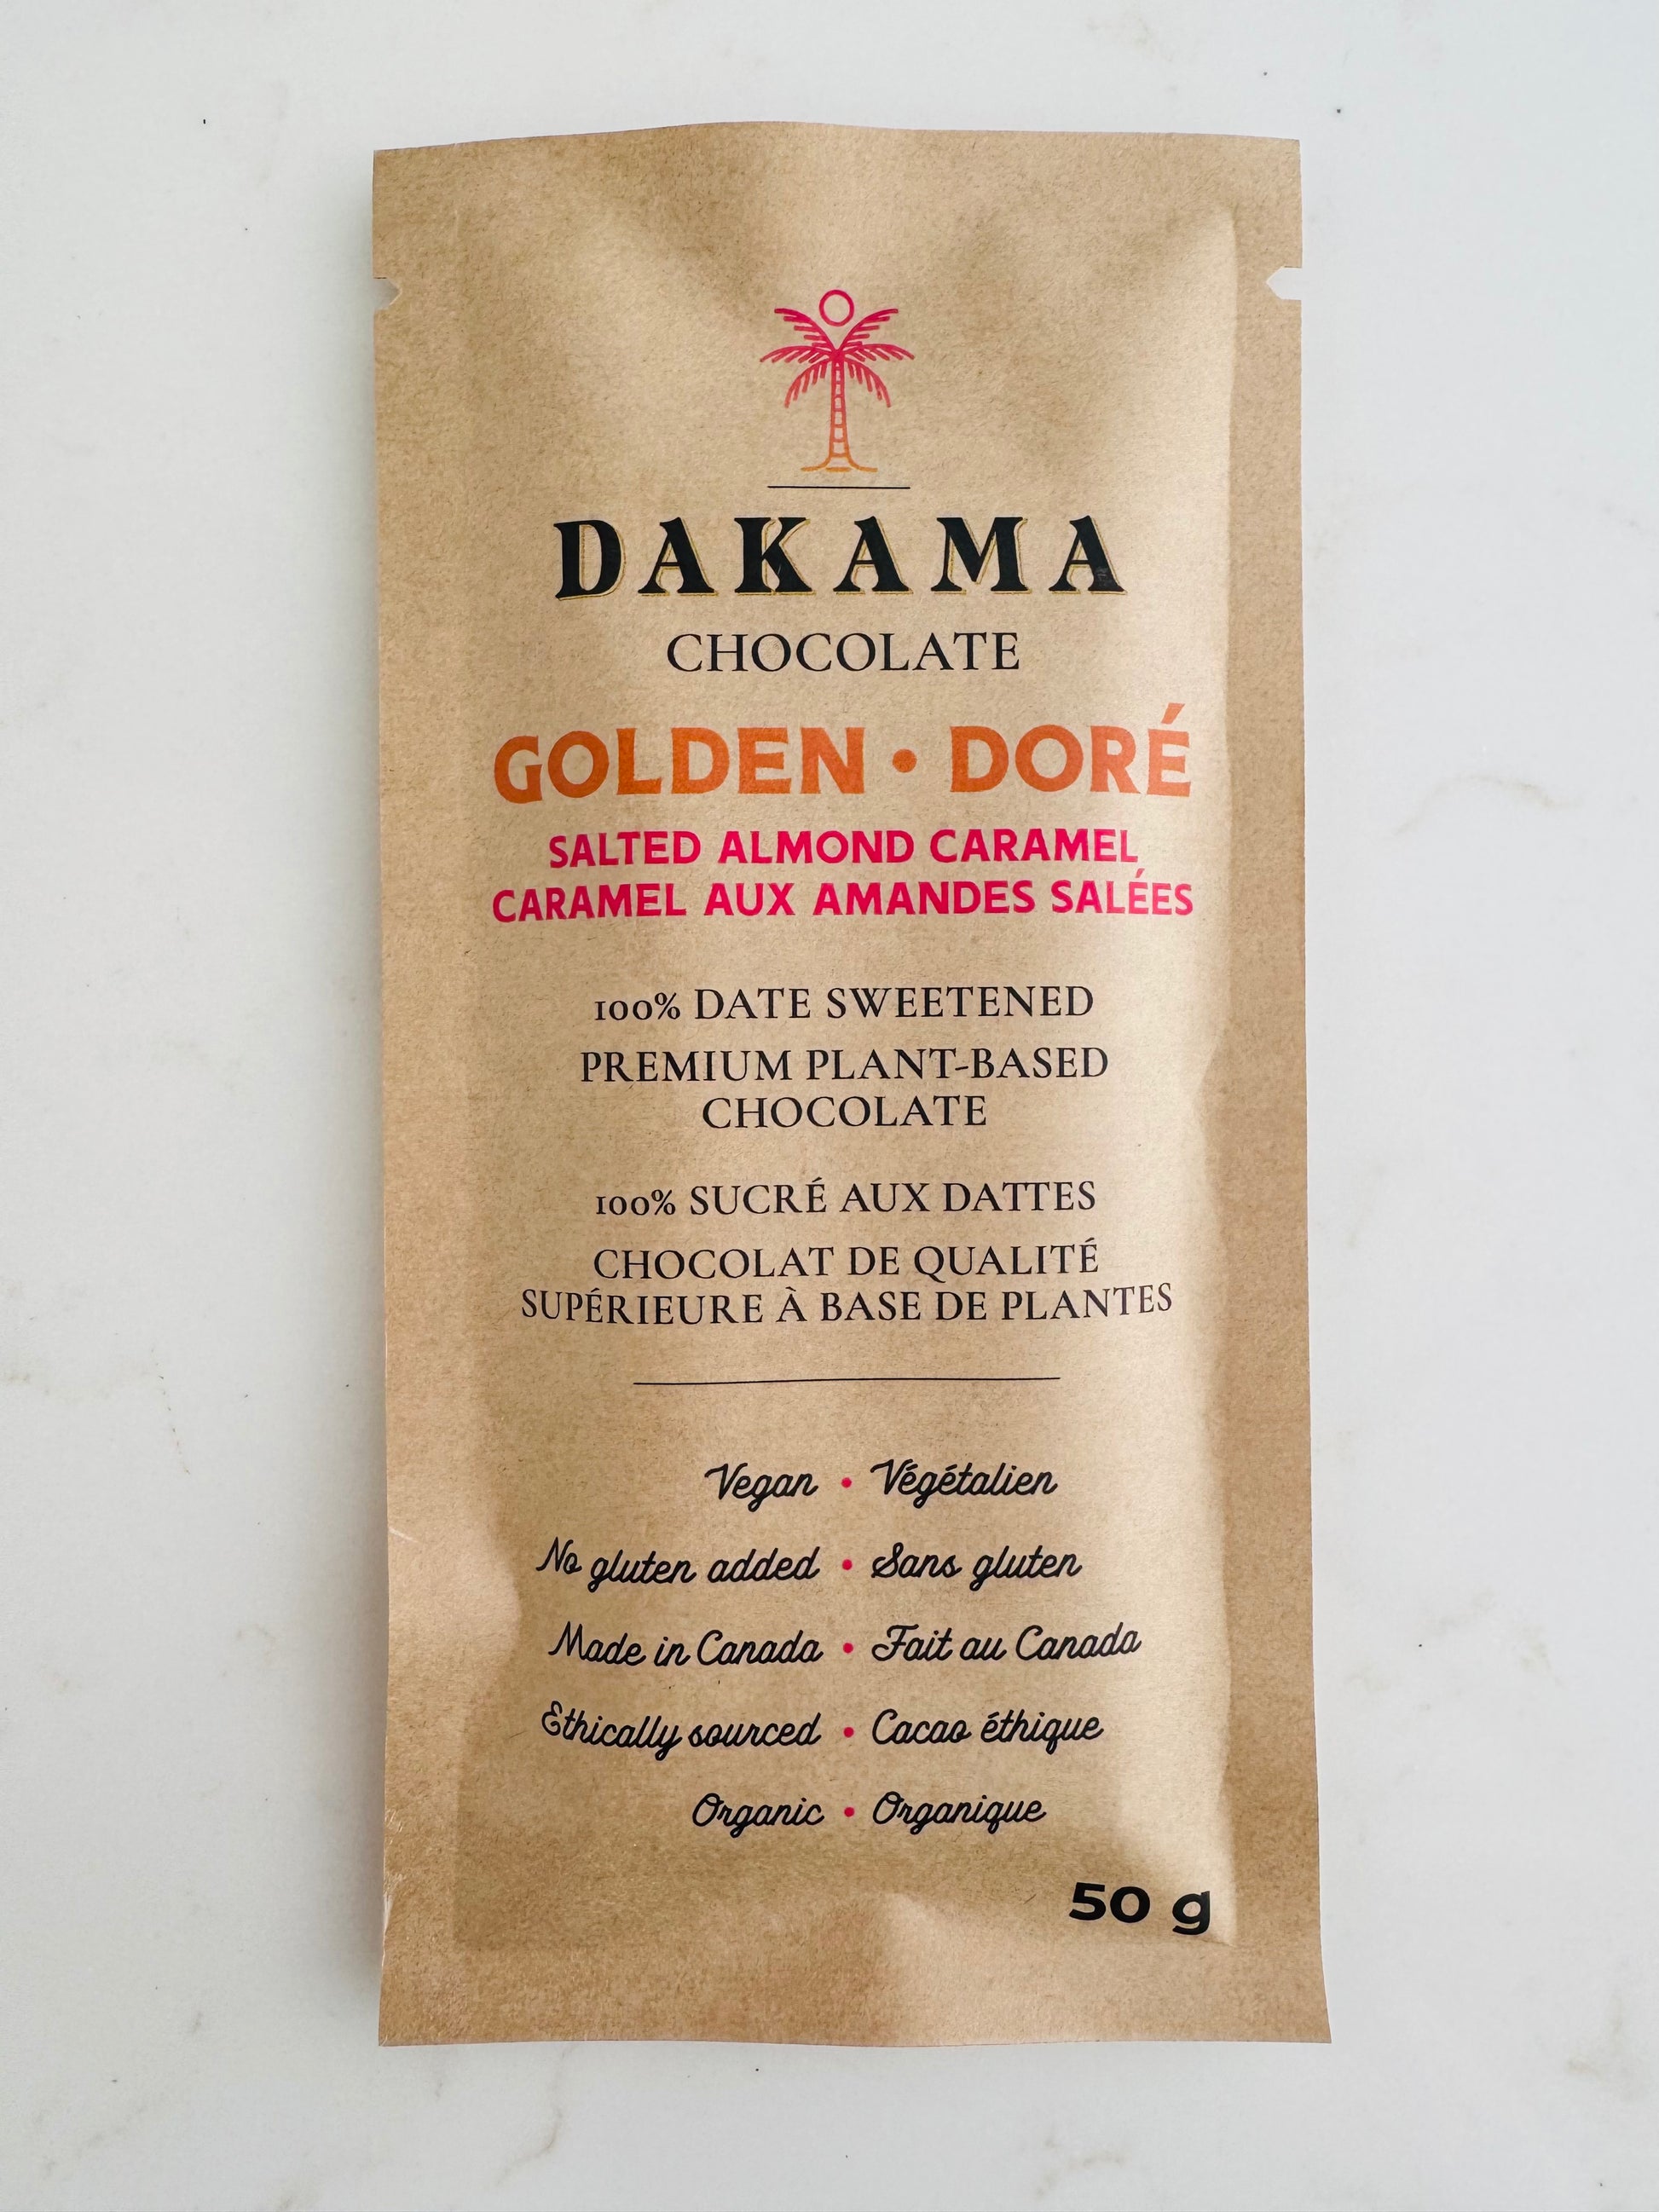 DAKAMA
CHOCOLATE
GOLDEN • DORÉ
SALTED ALMOND CARAMEL
CARAMEL AUX AMANDES SALÉES
100% DATE SWEETENED
PREMIUM PLANT-BASED
CHOCOLATE
100% SUCRÉ AUX DATTES
CHOCOLAT DE QUALITÉ
SUPÉRIEURE À BASE DE PLANTES
Vegan • Végétalien
No gluten added • Sans gluten
Made in Canada • Fait au Canada
Ethically sourced • Cacao éthique
Organic • Organique
50 g